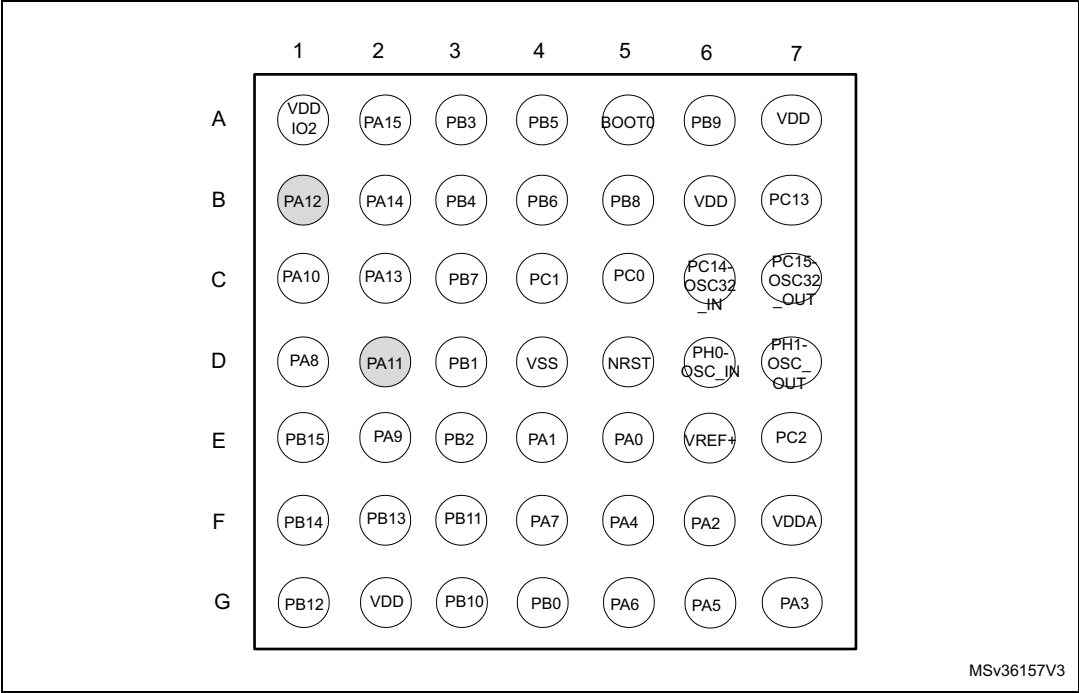 1 2 3 4 5 6 7
A VDD IO2 PA15 PB3 PB5 BOOT0 PB9 VDD
B PA12 PA14 PB4 PB6 PB8 VDD PC13
C PA10 PA13 PB7 PC1 PC0 PC14-OSC32_IN PC15-OSC32_OUT
D PA8 PA11 PB1 VSS NRST PH0-OSC_IN PH1-OSC_OUT
E PB15 PA9 PB2 PA1 PA0 VREF+ PC2
F PB14 PB13 PB11 PA7 PA4 PA2 VDDA
G PB12 VDD PB10 PB0 PA6 PA5 PA3
MSv36157V3